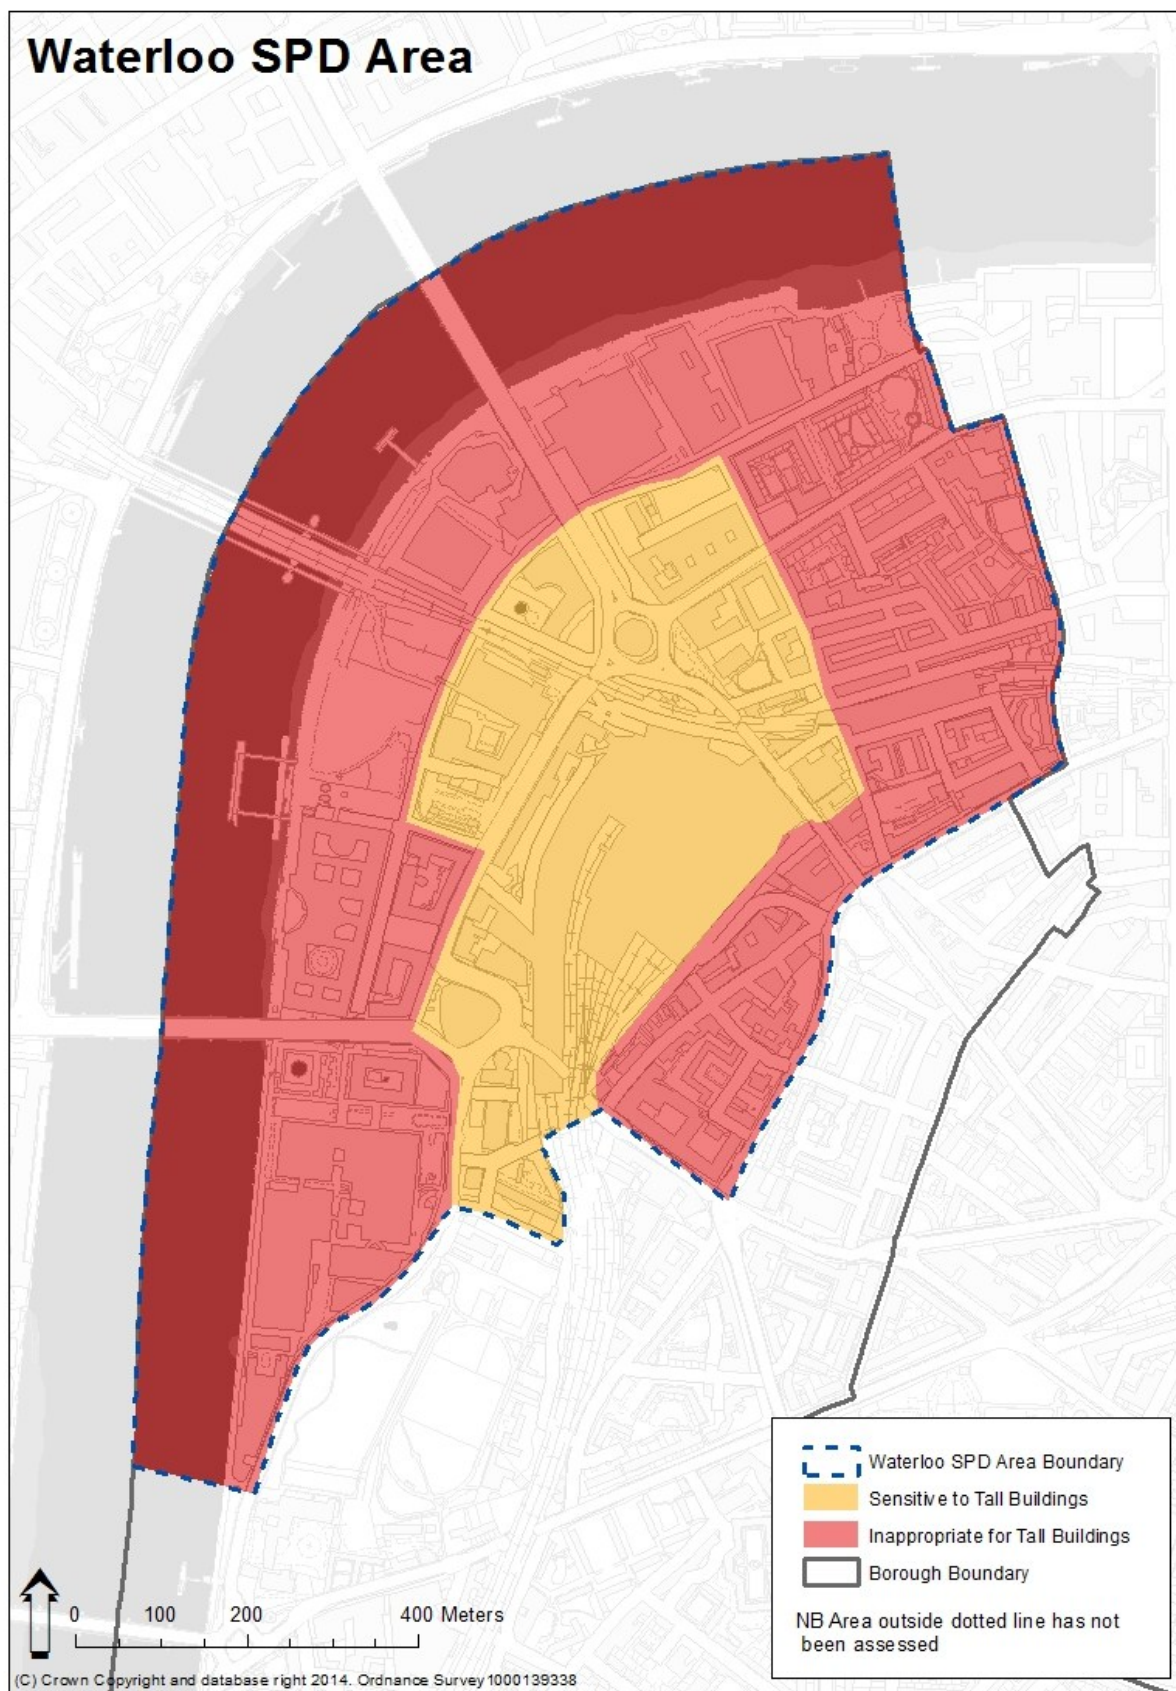 Waterloo SPD Area
Waterloo SPD Area Boundary
Sensitive to Tall Buildings
Inappropriate for Tall Buildings
Borough Boundary
NB Area outside dotted line has not
been assessed
0 100 200 400 Meters
(C) Crown Copyright and database right 2014. Ordnance Survey 1000139338